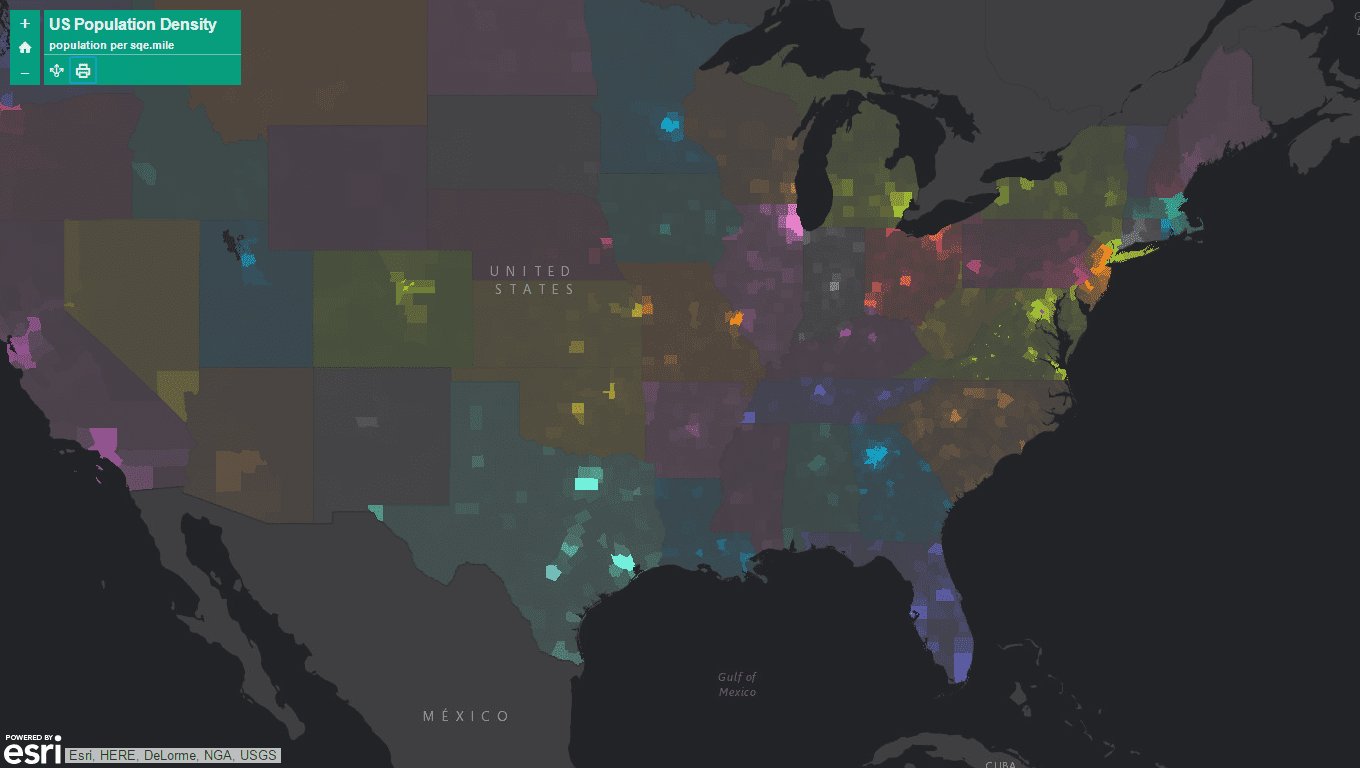 US Population Density
population per sqe.mile
UNITED
STATES
Gulf of
Mexico
MÉXICO
CUBA
POWERED BY
esri
Esri, HERE, DeLorme, NGA, USGS